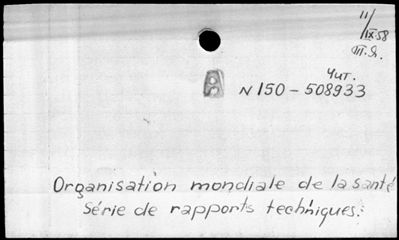 11/IX-58
Ш.Я.
Чит.
В
N 150-508933
Organisation mondiale de la santé
Série de rapports techniques.